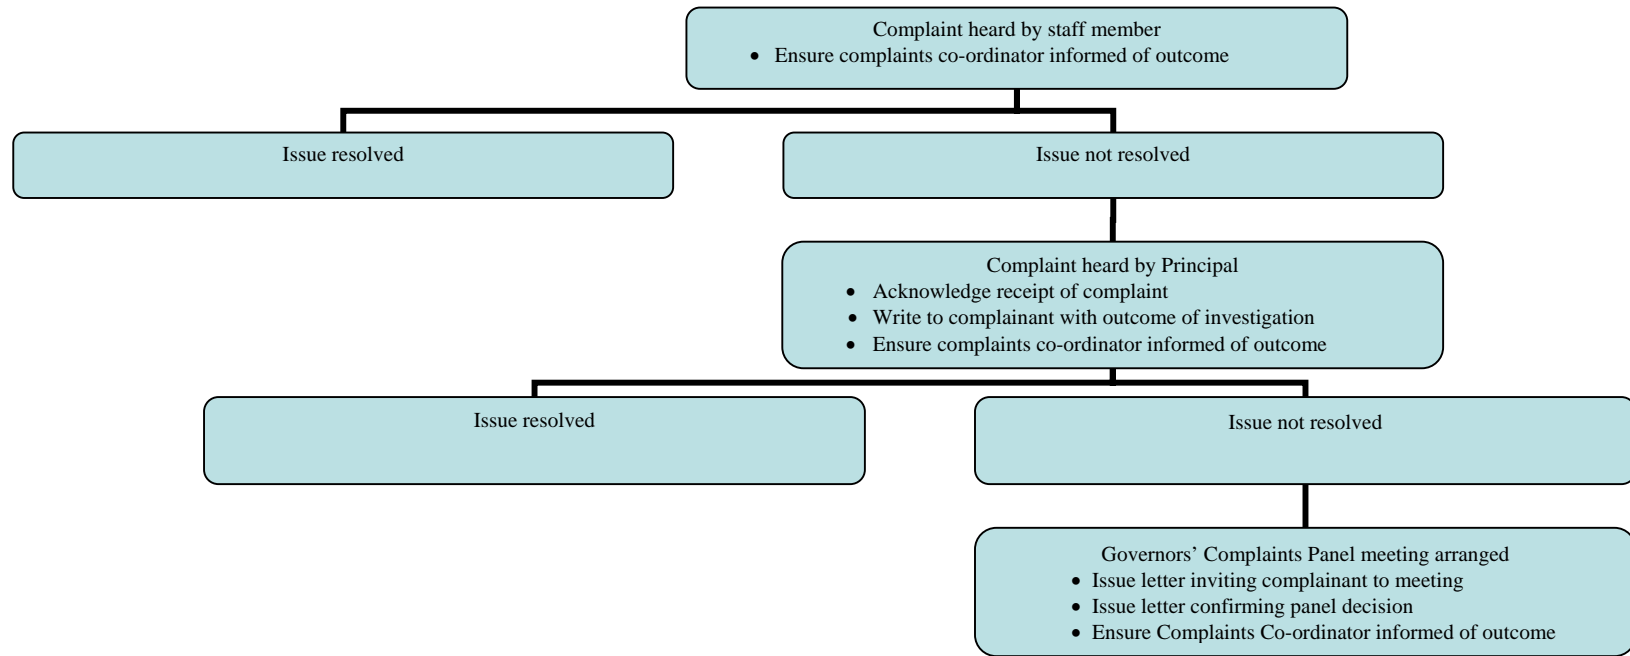 Complaint heard by staff member
• Ensure complaints co-ordinator informed of outcome
Issue resolved
Issue not resolved
Complaint heard by Principal
• Acknowledge receipt of complaint
• Write to complainant with outcome of investigation
• Ensure complaints co-ordinator informed of outcome
Issue resolved
Issue not resolved
Governors’ Complaints Panel meeting arranged
• Issue letter inviting complainant to meeting
• Issue letter confirming panel decision
• Ensure Complaints Co-ordinator informed of outcome